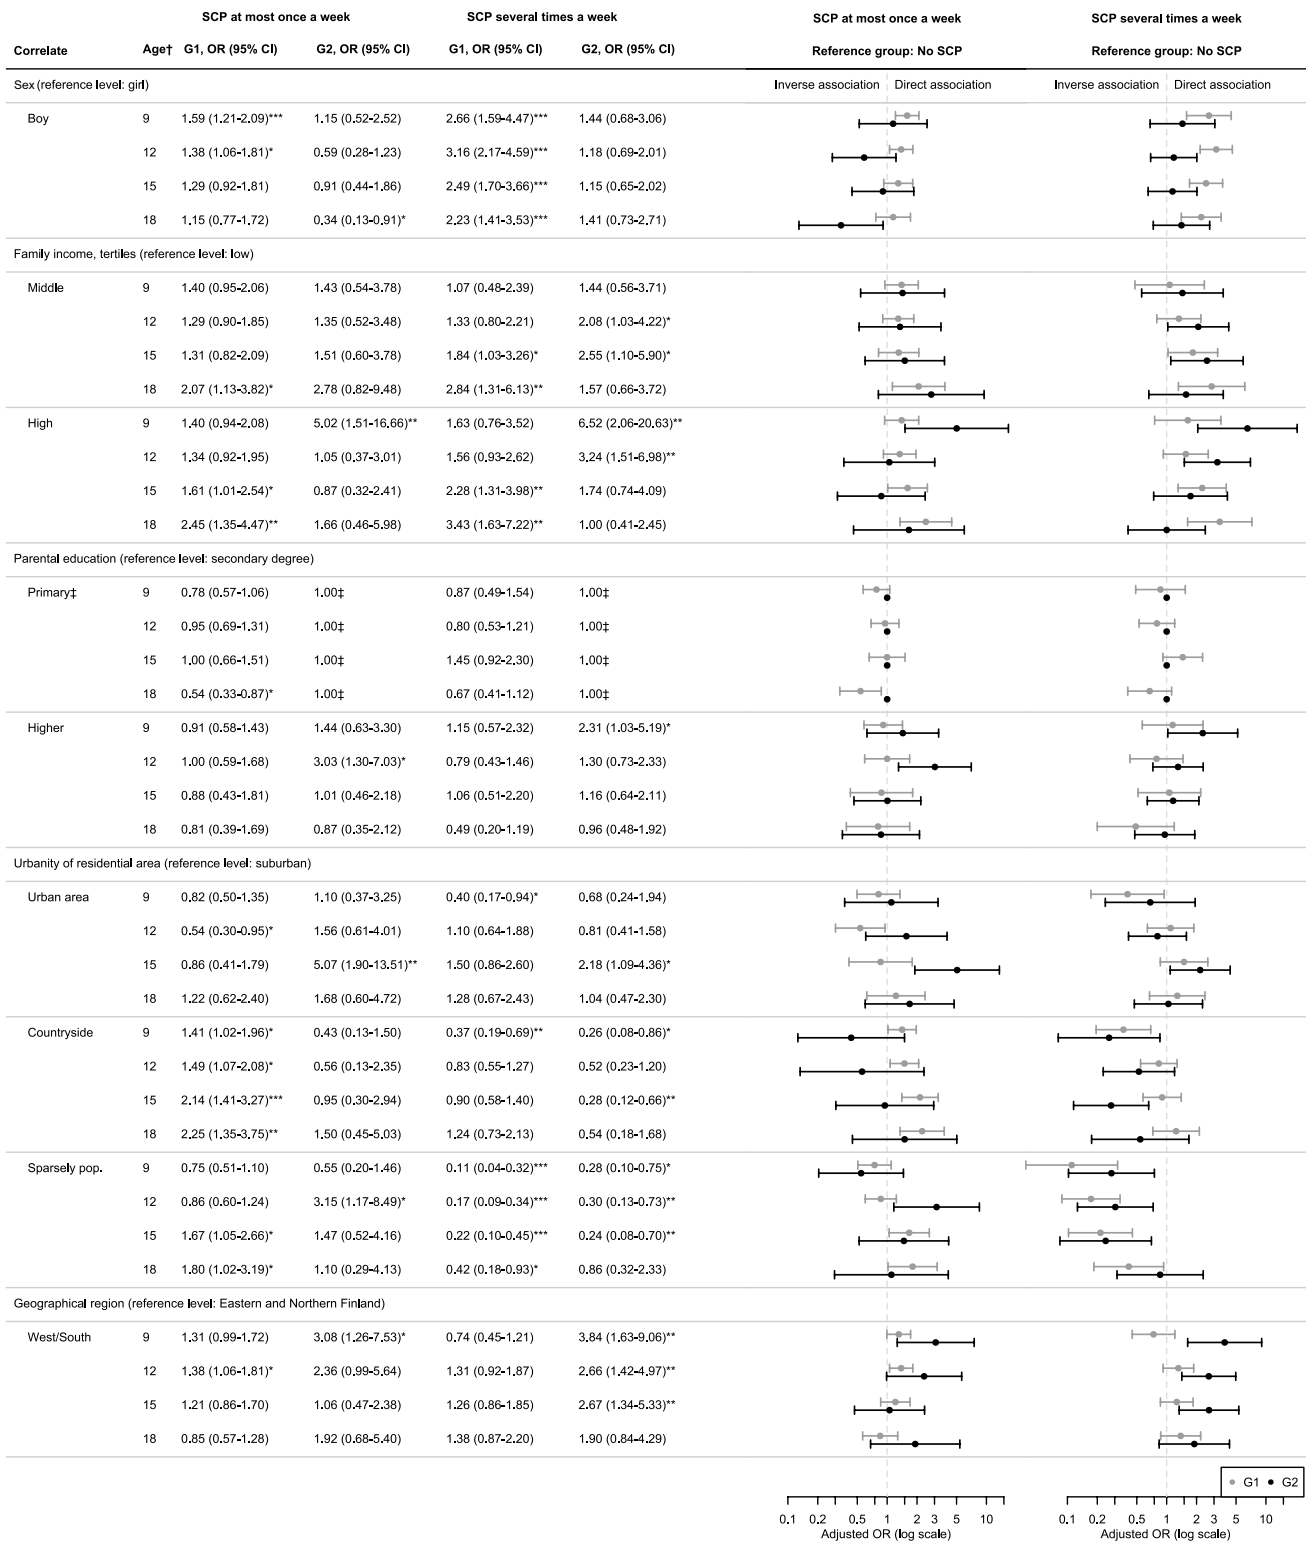 SCP at most once a week SCP several times a week SCP at most once a week SCP several times a week
Correlate Age† G1, OR (95% CI) G2, OR (95% CI) G1, OR (95% CI) G2, OR (95% CI) Reference group: No SCP Reference group: No SCP
Sex (reference level: girl) Inverse association Direct association Inverse association Direct association
Boy 9 1.59 (1.21-2.09)*** 1.15 (0.52-2.52) 2.66 (1.59-4.47)*** 1.44 (0.68-3.06)
12 1.38 (1.06-1.81)* 0.59 (0.28-1.23) 3.16 (2.17-4.59)*** 1.18 (0.69-2.01)
15 1.29 (0.92-1.81) 0.91 (0.44-1.86) 2.49 (1.70-3.66)*** 1.15 (0.65-2.02)
18 1.15 (0.77-1.72) 0.34 (0.13-0.91)* 2.23 (1.41-3.53)*** 1.41 (0.73-2.71)
Family income, tertiles (reference level: low)
Middle 9 1.40 (0.95-2.06) 1.43 (0.54-3.78) 1.07 (0.48-2.39) 1.44 (0.56-3.71)
12 1.29 (0.90-1.85) 1.35 (0.52-3.48) 1.33 (0.80-2.21) 2.08 (1.03-4.22)*
15 1.31 (0.82-2.09) 1.51 (0.60-3.78) 1.84 (1.03-3.26)* 2.55 (1.10-5.90)*
18 2.07 (1.13-3.82)* 2.78 (0.82-9.48) 2.84 (1.31-6.13)** 1.57 (0.66-3.72)
High 9 1.40 (0.94-2.08) 5.02 (1.51-16.66)** 1.63 (0.76-3.52) 6.52 (2.06-20.63)**
12 1.34 (0.92-1.95) 1.05 (0.37-3.01) 1.56 (0.93-2.62) 3.24 (1.51-6.98)**
15 1.61 (1.01-2.54)* 0.87 (0.32-2.41) 2.28 (1.31-3.98)** 1.74 (0.74-4.09)
18 2.45 (1.35-4.47)** 1.66 (0.46-5.98) 3.43 (1.63-7.22)** 1.00 (0.41-2.45)
Parental education (reference level: secondary degree)
Primary‡ 9 0.78 (0.57-1.06) 1.00‡ 0.87 (0.49-1.54) 1.00‡
12 0.95 (0.69-1.31) 1.00‡ 0.80 (0.53-1.21) 1.00‡
15 1.00 (0.66-1.51) 1.00‡ 1.45 (0.92-2.30) 1.00‡
18 0.54 (0.33-0.87)* 1.00‡ 0.67 (0.41-1.12) 1.00‡
Higher 9 0.91 (0.58-1.43) 1.44 (0.63-3.30) 1.15 (0.57-2.32) 2.31 (1.03-5.19)*
12 1.00 (0.59-1.68) 3.03 (1.30-7.03)* 0.79 (0.43-1.46) 1.30 (0.73-2.33)
15 0.88 (0.43-1.81) 1.01 (0.46-2.18) 1.06 (0.51-2.20) 1.16 (0.64-2.11)
18 0.81 (0.39-1.69) 0.87 (0.35-2.12) 0.49 (0.20-1.19) 0.96 (0.48-1.92)
Urbanity of residential area (reference level: suburban)
Urban area 9 0.82 (0.50-1.35) 1.10 (0.37-3.25) 0.40 (0.17-0.94)* 0.68 (0.24-1.94)
12 0.54 (0.30-0.95)* 1.56 (0.61-4.01) 1.10 (0.64-1.88) 0.81 (0.41-1.58)
15 0.86 (0.41-1.79) 5.07 (1.90-13.51)** 1.50 (0.86-2.60) 2.18 (1.09-4.36)*
18 1.22 (0.62-2.40) 1.68 (0.60-4.72) 1.28 (0.67-2.43) 1.04 (0.47-2.30)
Countryside 9 1.41 (1.02-1.96)* 0.43 (0.13-1.50) 0.37 (0.19-0.69)** 0.26 (0.08-0.86)*
12 1.49 (1.07-2.08)* 0.56 (0.13-2.35) 0.83 (0.55-1.27) 0.52 (0.23-1.20)
15 2.14 (1.41-3.27)*** 0.95 (0.30-2.94) 0.90 (0.58-1.40) 0.28 (0.12-0.66)**
18 2.25 (1.35-3.75)** 1.50 (0.45-5.03) 1.24 (0.73-2.13) 0.54 (0.18-1.68)
Sparsely pop. 9 0.75 (0.51-1.10) 0.55 (0.20-1.46) 0.11 (0.04-0.32)*** 0.28 (0.10-0.75)*
12 0.86 (0.60-1.24) 3.15 (1.17-8.49)* 0.17 (0.09-0.34)*** 0.30 (0.13-0.73)**
15 1.67 (1.05-2.66)* 1.47 (0.52-4.16) 0.22 (0.10-0.45)*** 0.24 (0.08-0.70)**
18 1.80 (1.02-3.19)* 1.10 (0.29-4.13) 0.42 (0.18-0.93)* 0.86 (0.32-2.33)
Geographical region (reference level: Eastern and Northern Finland)
West/South 9 1.31 (0.99-1.72) 3.08 (1.26-7.53)* 0.74 (0.45-1.21) 3.84 (1.63-9.06)**
12 1.38 (1.06-1.81)* 2.36 (0.99-5.64) 1.31 (0.92-1.87) 2.66 (1.42-4.97)**
15 1.21 (0.86-1.70) 1.06 (0.47-2.38) 1.26 (0.86-1.85) 2.67 (1.34-5.33)**
18 0.85 (0.57-1.28) 1.92 (0.68-5.40) 1.38 (0.87-2.20) 1.90 (0.84-4.29)
G1 G2
0.1 0.2 0.5 1 2 3 5 10 0.1 0.2 0.5 1 2 3 5 10
Adjusted OR (log scale) Adjusted OR (log scale)